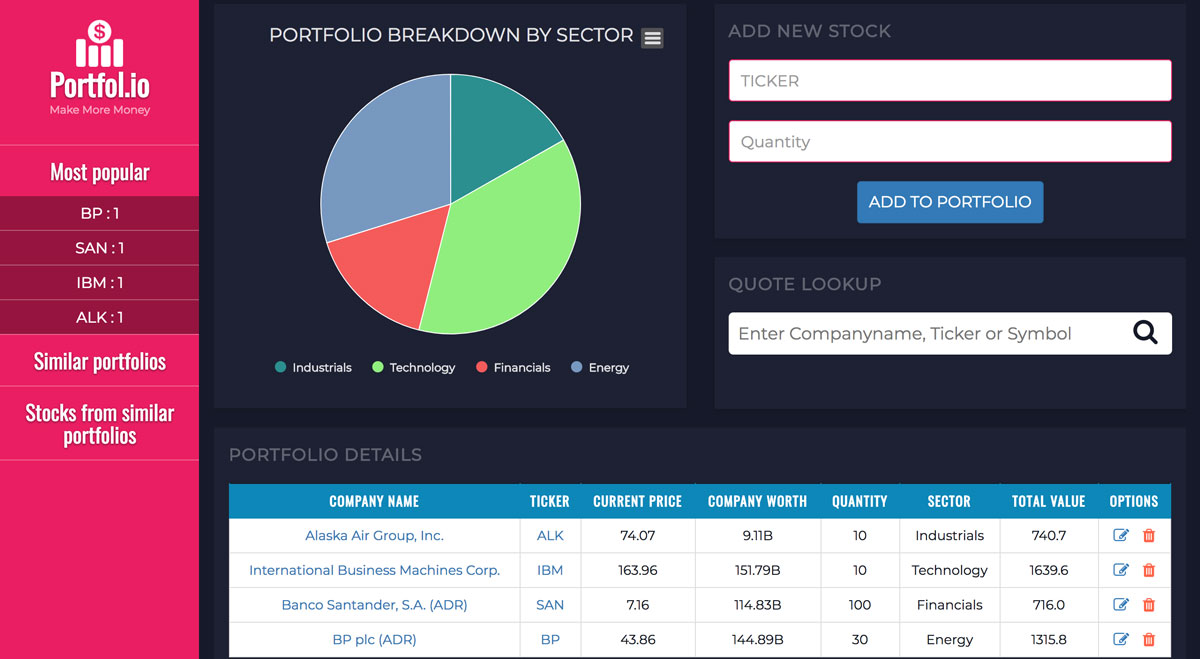 $
Portfol.io
Make More Money
Most popular
BP : 1
SAN : 1
IBM : 1
ALK : 1
Similar portfolios
Stocks from similar
portfolios
PORTFOLIO BREAKDOWN BY SECTOR
Industrials Technology Financials Energy
ADD NEW STOCK
TICKER
Quantity
ADD TO PORTFOLIO
QUOTE LOOKUP
Enter Companyname, Ticker or Symbol
PORTFOLIO DETAILS
COMPANY NAME TICKER CURRENT PRICE COMPANY WORTH QUANTITY SECTOR TOTAL VALUE OPTIONS
Alaska Air Group, Inc. ALK 74.07 9.11B 10 Industrials 740.7
International Business Machines Corp. IBM 163.96 151.79B 10 Technology 1639.6
Banco Santander, S.A. (ADR) SAN 7.16 114.83B 100 Financials 716.0
BP plc (ADR) BP 43.86 144.89B 30 Energy 1315.8